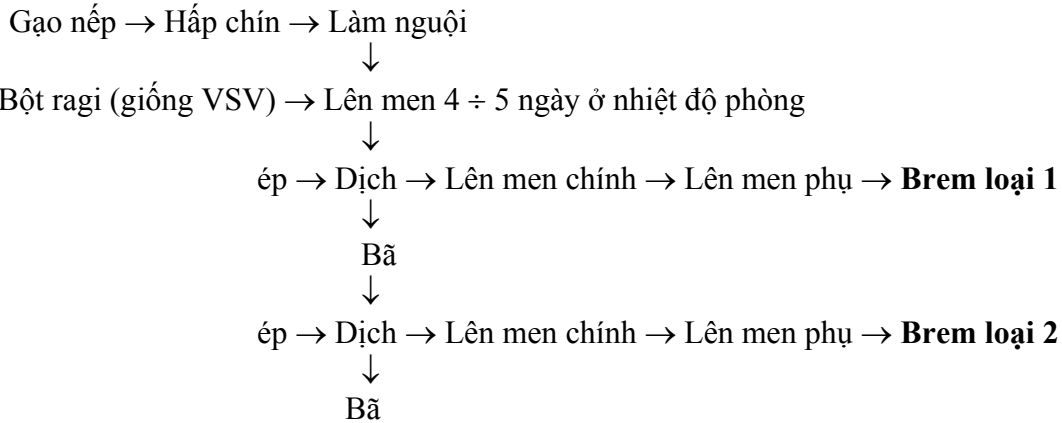 Gạo nếp → Hấp chín → Làm nguội
↓
Bột ragi (giống VSV) → Lên men 4 ÷ 5 ngày ở nhiệt độ phòng
↓
ép → Dịch → Lên men chính → Lên men phụ → Brem loại 1
↓
Bã
↓
ép → Dịch → Lên men chính → Lên men phụ → Brem loại 2
↓
Bã